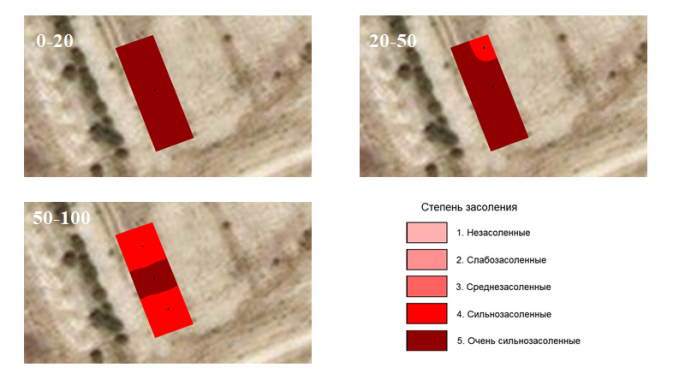 0-20
20-50
50-100
Степень засоления
1. Незасоленные
2. Слабозасоленные
3. Среднезасоленные
4. Сильнозасоленные
5. Очень сильнозасоленные